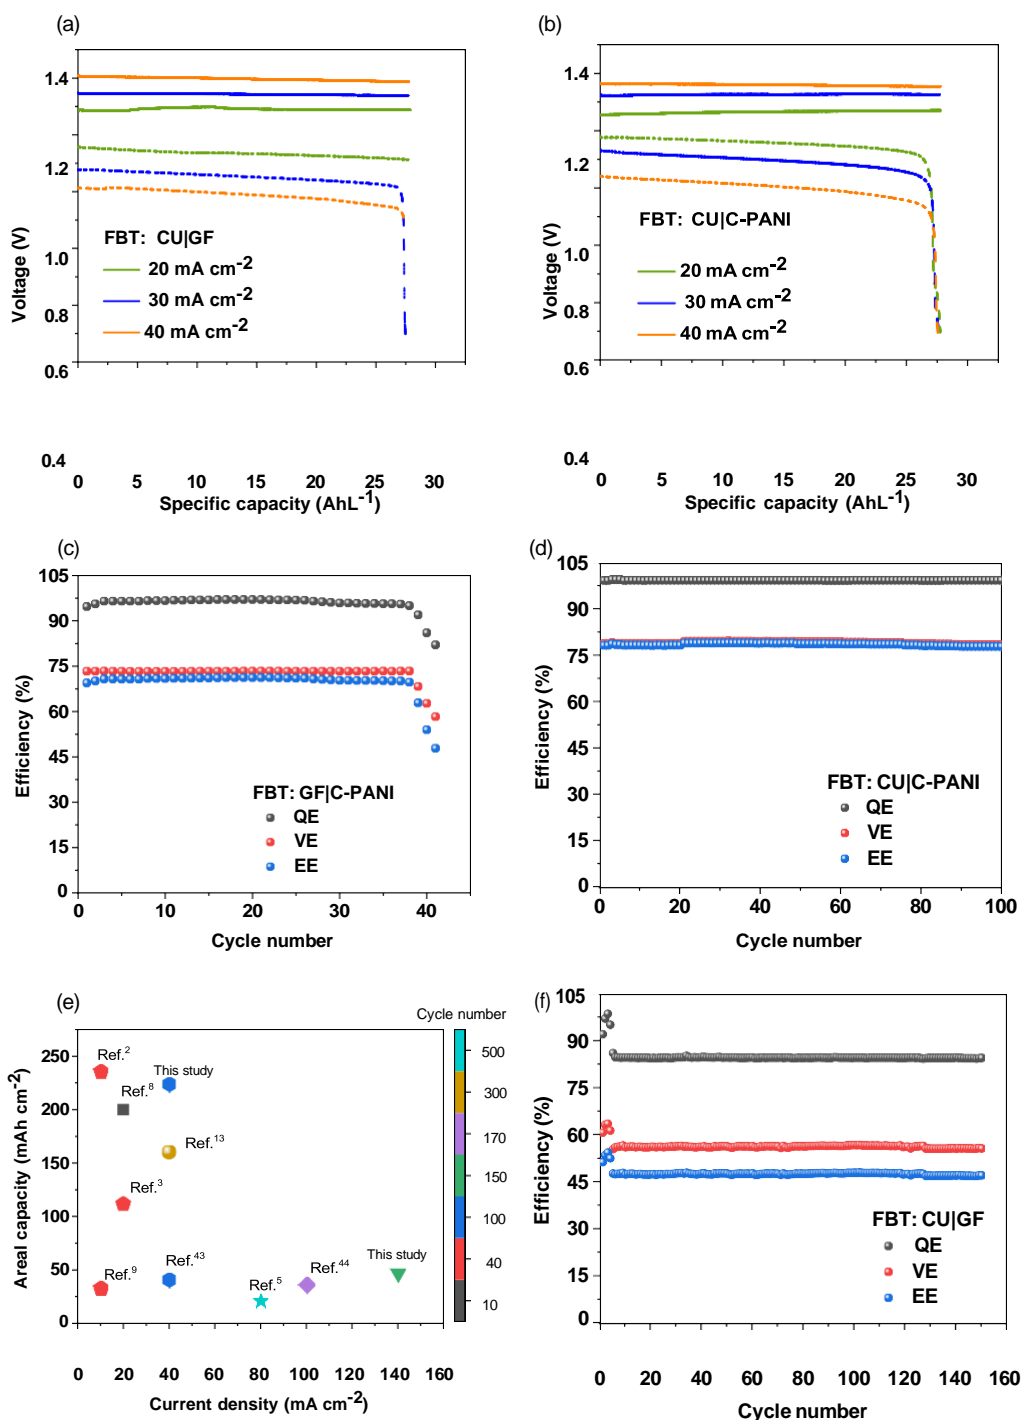 (a)
1.4
1.2
1.0
0.8
0.6
0.4
Voltage (V)
FBT: CU|GF
20 mA cm-2
30 mA cm-2
40 mA cm-2
0 5 10 15 20 25 30
Specific capacity (AhL-1)
(b)
1.4
1.2
1.0
0.8
0.6
0.4
Voltage (V)
FBT: CU|C-PANI
20 mA cm-2
30 mA cm-2
40 mA cm-2
0 5 10 15 20 25 30
Specific capacity (AhL-1)
(c)
105
90
75
60
45
30
15
0
Efficiency (%)
FBT: GF|C-PANI
QE
VE
EE
0 10 20 30 40
Cycle number
(d)
105
90
75
60
45
30
15
0
Efficiency (%)
FBT: CU|C-PANI
QE
VE
EE
0 20 40 60 80 100
Cycle number
(e)
Cycle number
250
200
150
100
50
0
Areal capacity (mAh cm-2)
Ref.2
This study
Ref.8
Ref.13
Ref.3
Ref.9
Ref.43
Ref.5
Ref.44
This study
500
300
170
150
100
40
10
0 20 40 60 80 100 120 140 160
Current density (mA cm-2)
(f)
105
90
75
60
45
30
15
0
Efficiency (%)
FBT: CU|GF
QE
VE
EE
0 20 40 60 80 100 120 140 160
Cycle number